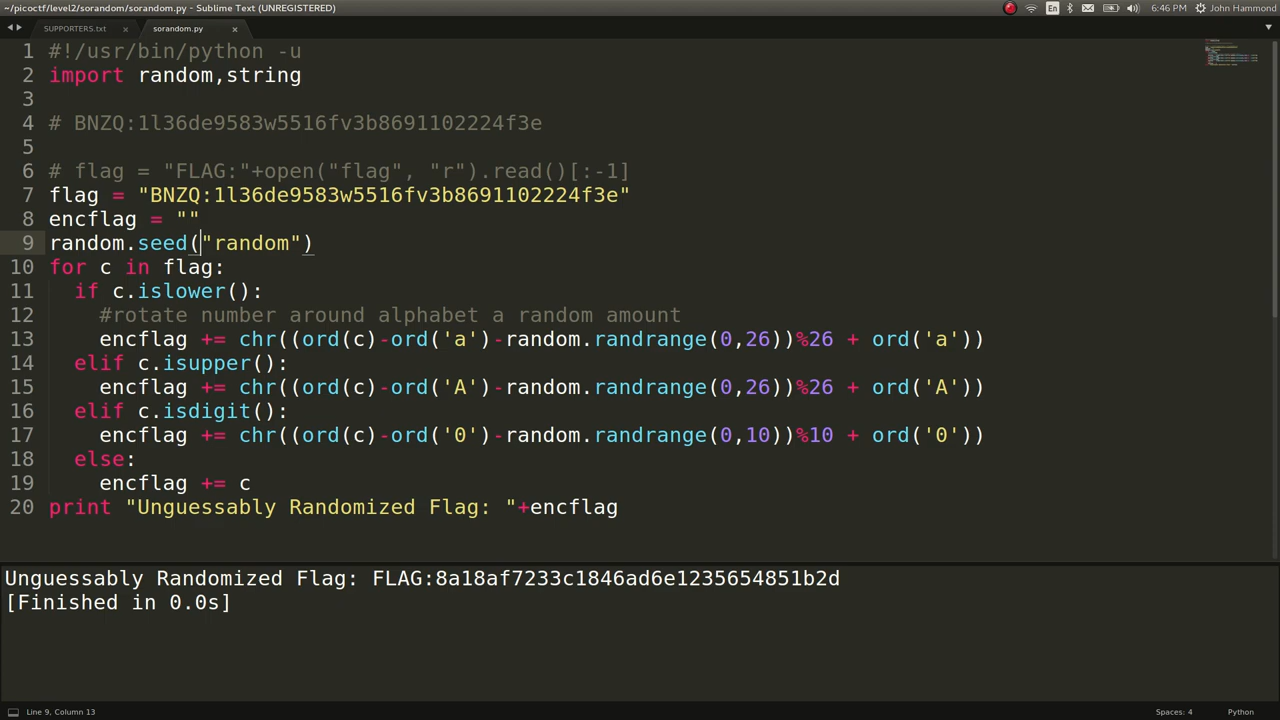 ~/picoctf/level2/sorandom/sorandom.py - Sublime Text (UNREGISTERED)
En
6:46 PM
John Hammond
SUPPORTERS.txt ×
sorandom.py ×
1 #!/usr/bin/python -u
2 import random,string
3
4 # BNZQ:1l36de9583w5516fv3b8691102224f3e
5
6 # flag = "FLAG:"+open("flag", "r").read()[:-1]
7 flag = "BNZQ:1l36de9583w5516fv3b8691102224f3e"
8 encflag = ""
9 random.seed("random")
10 for c in flag:
11   if c.islower():
12     #rotate number around alphabet a random amount
13     encflag += chr((ord(c)-ord('a')-random.randrange(0,26))%26 + ord('a'))
14   elif c.isupper():
15     encflag += chr((ord(c)-ord('A')-random.randrange(0,26))%26 + ord('A'))
16   elif c.isdigit():
17     encflag += chr((ord(c)-ord('0')-random.randrange(0,10))%10 + ord('0'))
18   else:
19     encflag += c
20 print "Unguessably Randomized Flag: "+encflag
Unguessably Randomized Flag: FLAG:8a18af7233c1846ad6e1235654851b2d
[Finished in 0.0s]
Line 9, Column 13
Spaces: 4
Python